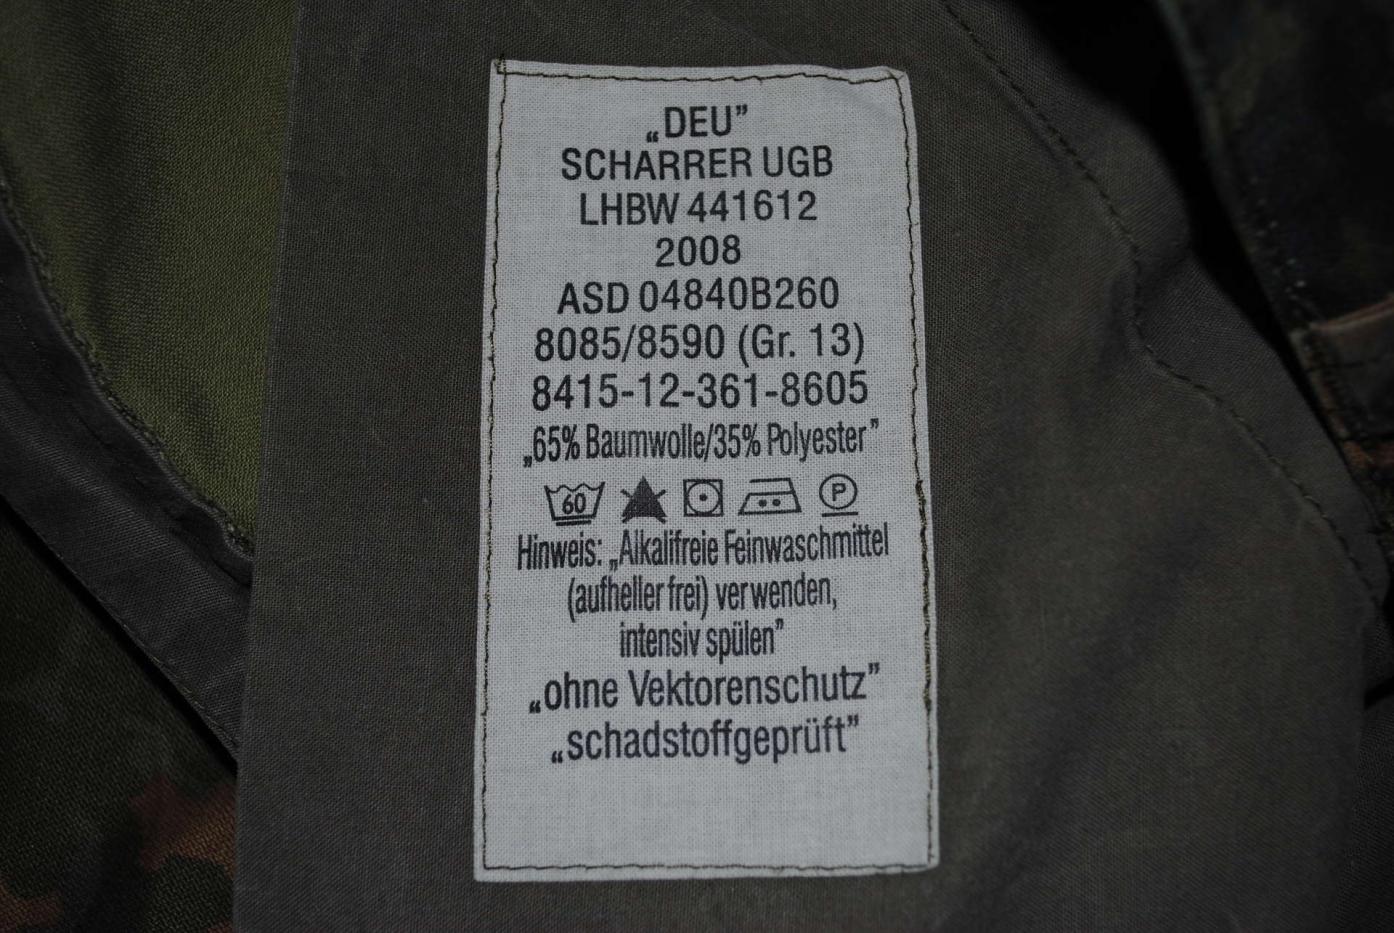 „DEU”
SCHARRER UGB
LHBW 441612
2008
ASD 04840B260
8085/8590 (Gr. 13)
8415-12-361-8605
„65% Baumwolle/35% Polyester”
60 P
Hinweis: „Alkalifreie Feinwaschmittel
(aufheller frei) verwenden,
intensiv spülen”
„ohne Vektorenschutz”
„schadstoffgeprüft”